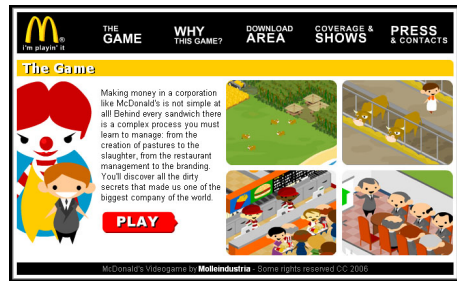 i'm playin' it
THE
GAME
WHY
THIS GAME?
DOWNLOAD
AREA
COVERAGE &
SHOWS
PRESS
& CONTACTS
The Game
Making money in a corporation
like McDonald's is not simple at
all! Behind every sandwich there
is a complex process you must
learn to manage: from the
creation of pastures to the
slaughter, from the restaurant
management to the branding.
You'll discover all the dirty
secrets that made us one of the
biggest company of the world.
PLAY
McDonald's Videogame by Molleindustria - Some rights reserved CC 2006